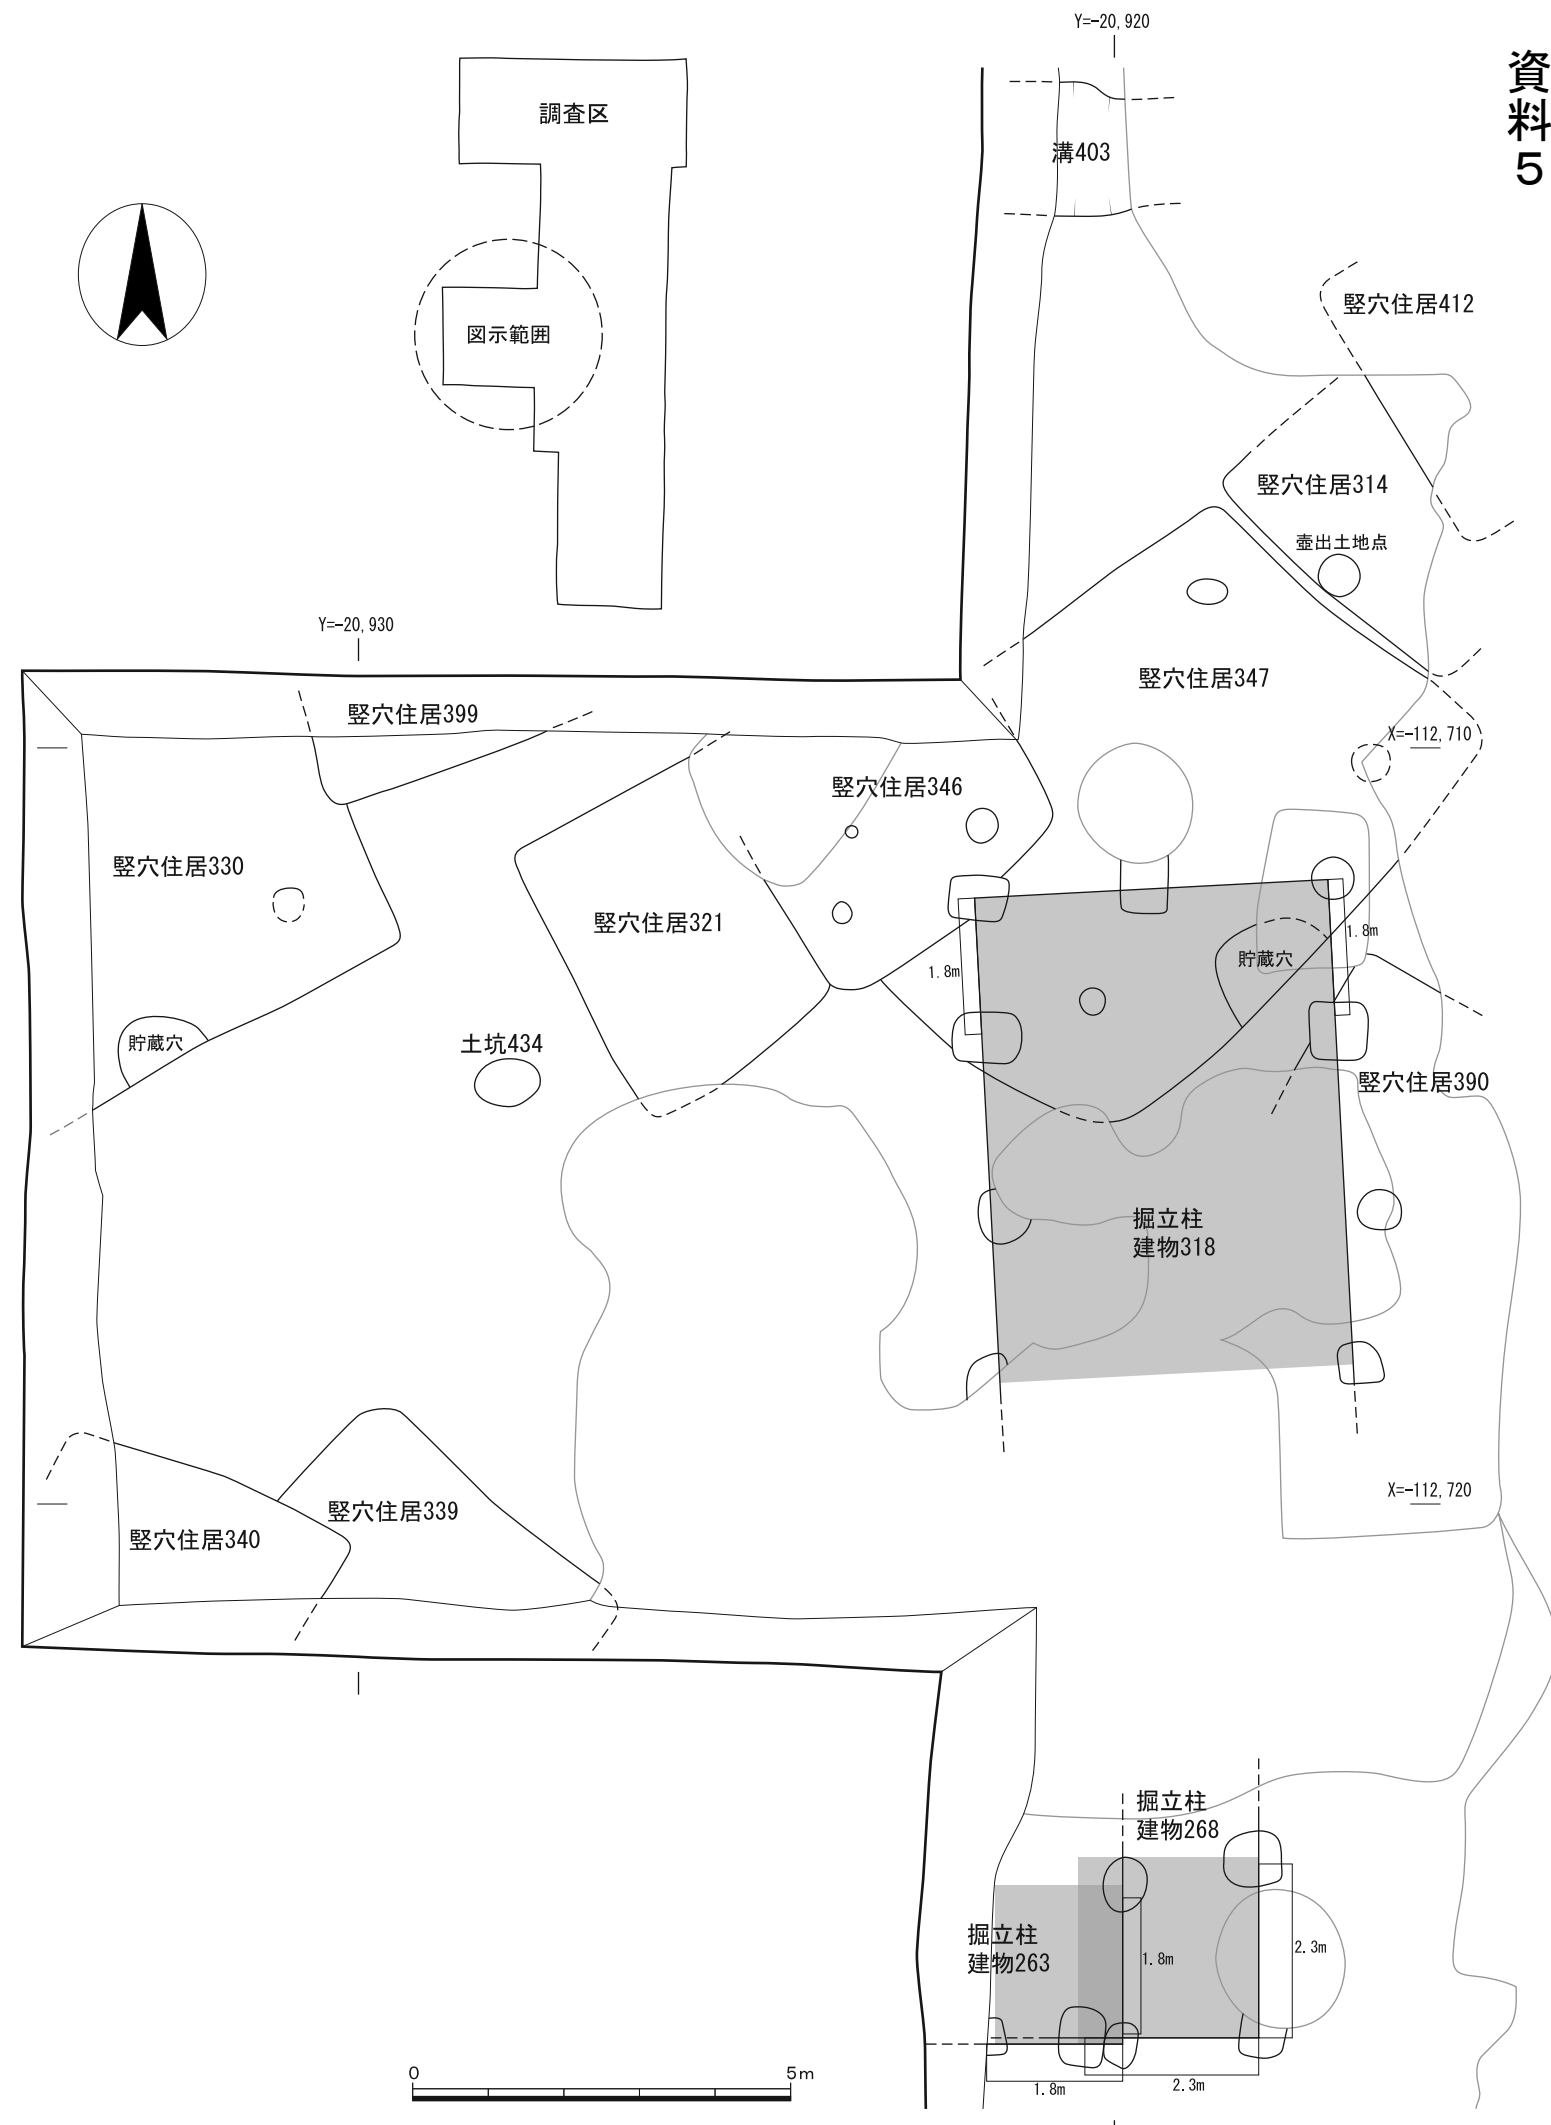 資料５
Y=-20,920
調査区
溝403
竪穴住居412
図示範囲
竪穴住居314
壷出土地点
Y=-20,930
竪穴住居347
竪穴住居399
X=-112,710
竪穴住居346
竪穴住居330
竪穴住居321
1.8m
貯蔵穴
1.8m
貯蔵穴
土坑434
竪穴住居390
掘立柱
建物318
X=-112,720
竪穴住居339
竪穴住居340
掘立柱
建物268
掘立柱
建物263
1.8m
2.3m
1.8m
2.3m
0
5m